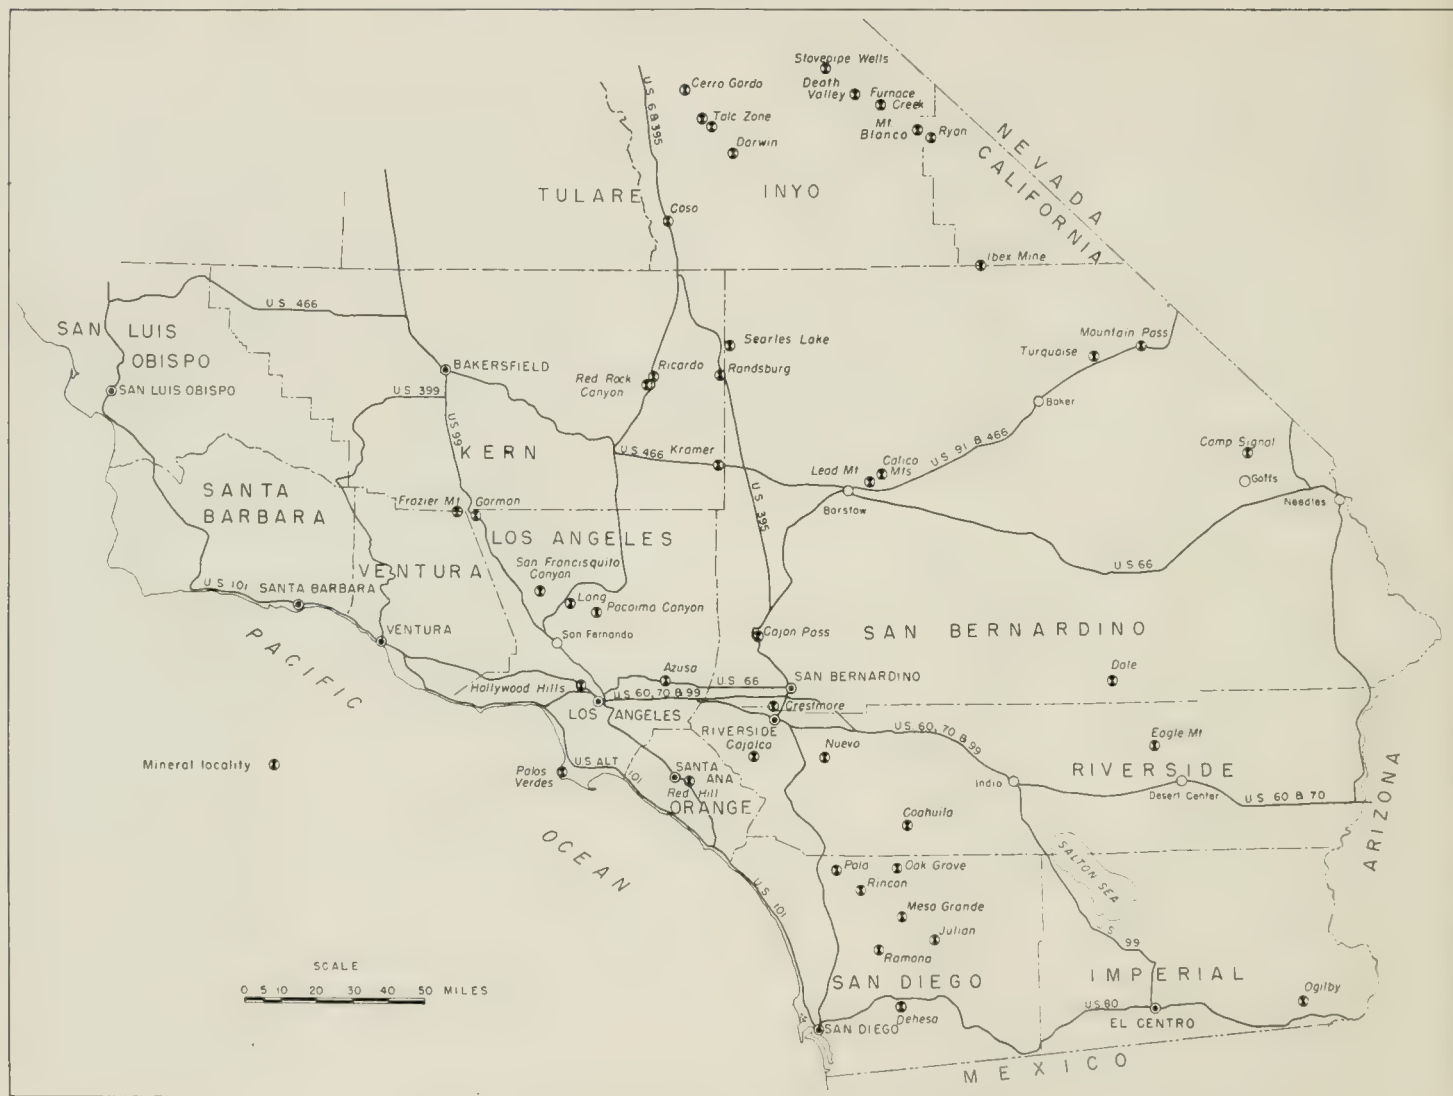 Stovepipe Wells
Cerro Gordo
Death
Valley
Furnace
Creek
Talc Zone
Mt
Blanco
Ryan
Darwin
U.S. 6 & 395
NEVADA
CALIFORNIA
TULARE
INYO
Coso
Ibex Mine
U S 466
SAN LUIS
OBISPO
Searles Lake
Mountain Pass
Turquoise
BAKERSFIELD
Ricardo
Red Rock
Canyon
Randsburg
SAN LUIS OBISPO
U S 399
Baker
US 99
KERN
US 466
Kramer
U S 91 & 466
Camp Signal
Lead Mt
Calico
Mts
Goffs
SANTA
BARBARA
Frazier Mt
Gorman
Barstow
Needles
U S 395
LOS ANGELES
VENTURA
San Francisquito
Canyon
U S 66
U S 101
SANTA BARBARA
Lang
Pacoima Canyon
VENTURA
San Fernando
Cajon Pass
SAN BERNARDINO
PACIFIC
Azusa
U S 66
Dale
Hollywood Hills
U S 60, 70 & 99
SAN BERNARDINO
LOS ANGELES
Crestmore
RIVERSIDE
U S 60, 70 & 99
Cajalco
Nuevo
Eagle Mt
Mineral locality
Palos
Verdes
U S ALT
101
SANTA
ANA
Red Hill
ORANGE
Indio
RIVERSIDE
Desert Center
U S 60 & 70
ARIZONA
Coahuila
OCEAN
SALTON SEA
Pala
Oak Grove
Rincon
U S 101
Mesa Grande
Julian
Ramona
U S 99
SCALE
0 5 10 20 30 40 50 MILES
SAN DIEGO
IMPERIAL
Ogilby
US 80
Dehesa
SAN DIEGO
EL CENTRO
MEXICO